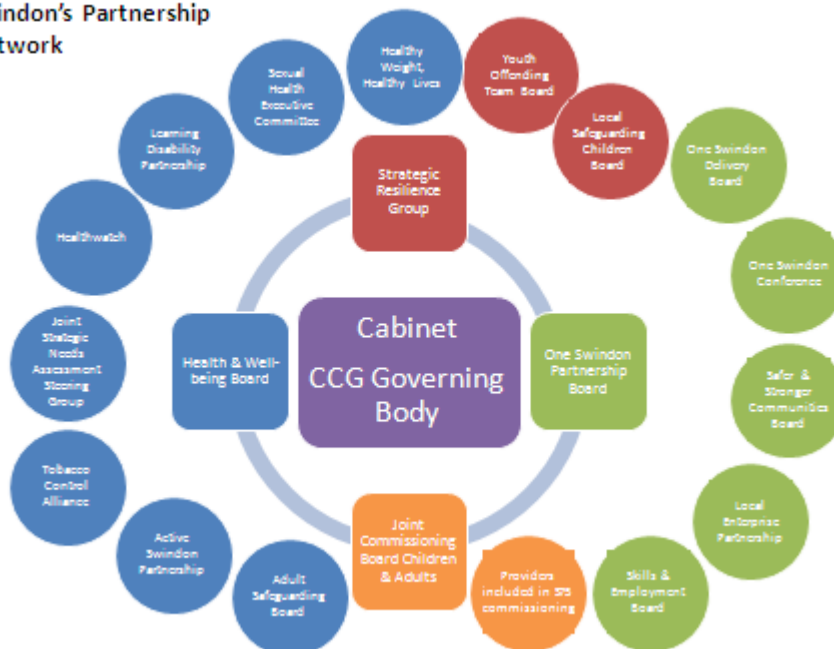 indon's Partnership
twork
Healthy
Weight,
Healthy Lives
Youth
Offending
Team Board
Sexual
Health
Executive
Committee
Local
Safeguarding
Children
Board
Learning
Disability
Partnership
One Swindon
Delivery
Board
Strategic
Resilience
Group
Healthwatch
One Swindon
Conference
Joint
Strategic
Needs
Assessment
Steering
Group
Health & Well-
being Board
Cabinet
CCG Governing
Body
One Swindon
Partnership
Board
Safer &
Stronger
Communities
Board
Tobacco
Control
Alliance
Local
Enterprise
Partnership
Active
Swindon
Partnership
Joint
Commissioning
Board Children
& Adults
Adult
Safeguarding
Board
Providers
included in
commissioning
Skills &
Employment
Board